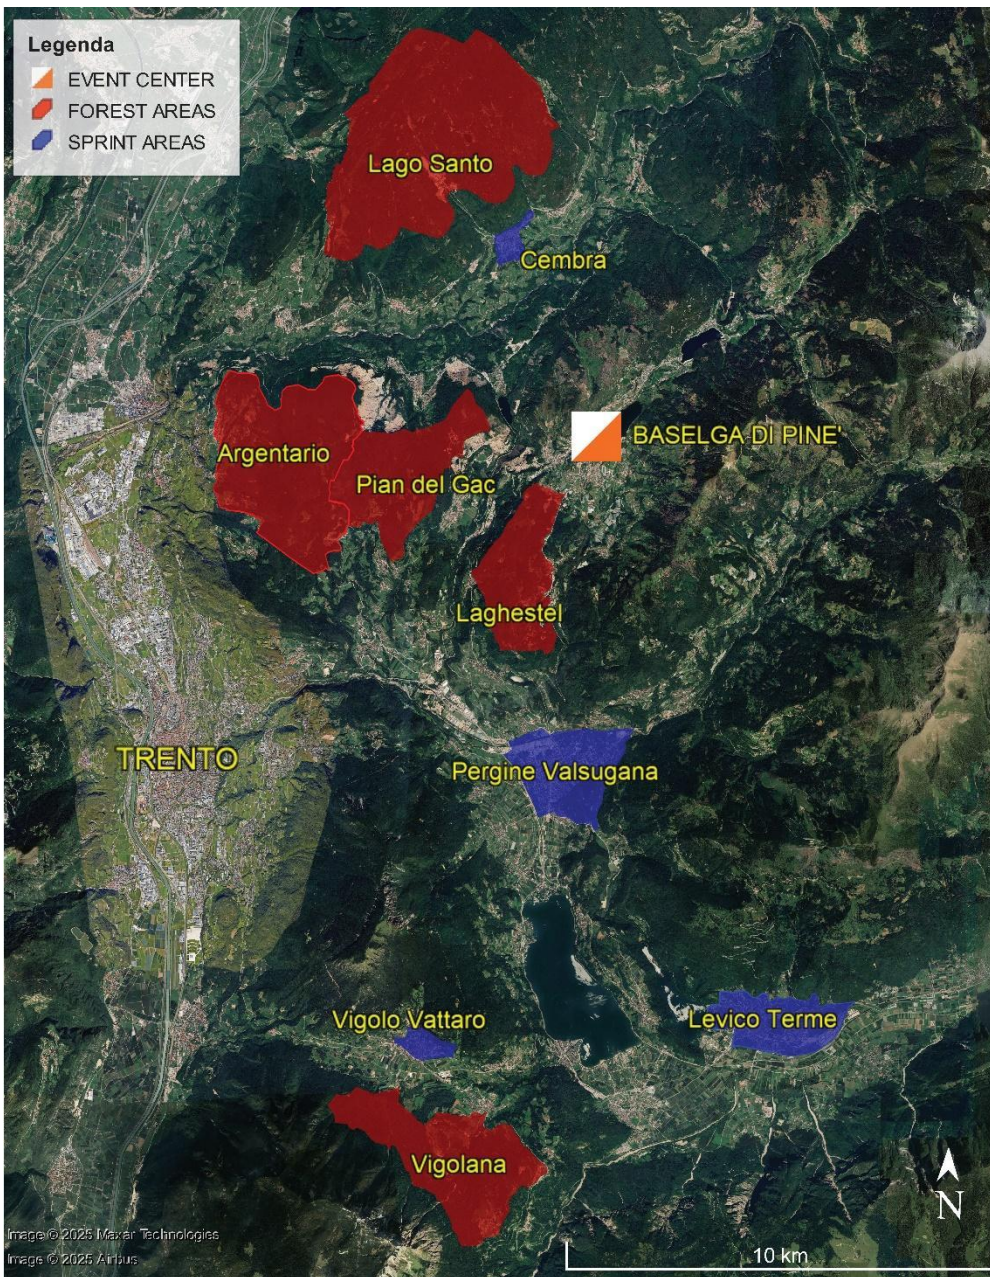 Legenda
EVENT CENTER
FOREST AREAS
SPRINT AREAS
Lago Santo
Cembra
BASELGA DI PINE'
Argentario
Pian del Gac
Laghestel
TRENTO
Pergine Valsugana
Vigolo Vattaro
Levico Terme
Vigolana
N
Image © 2025 Maxar Technologies
Image © 2025 Airbus
10 km